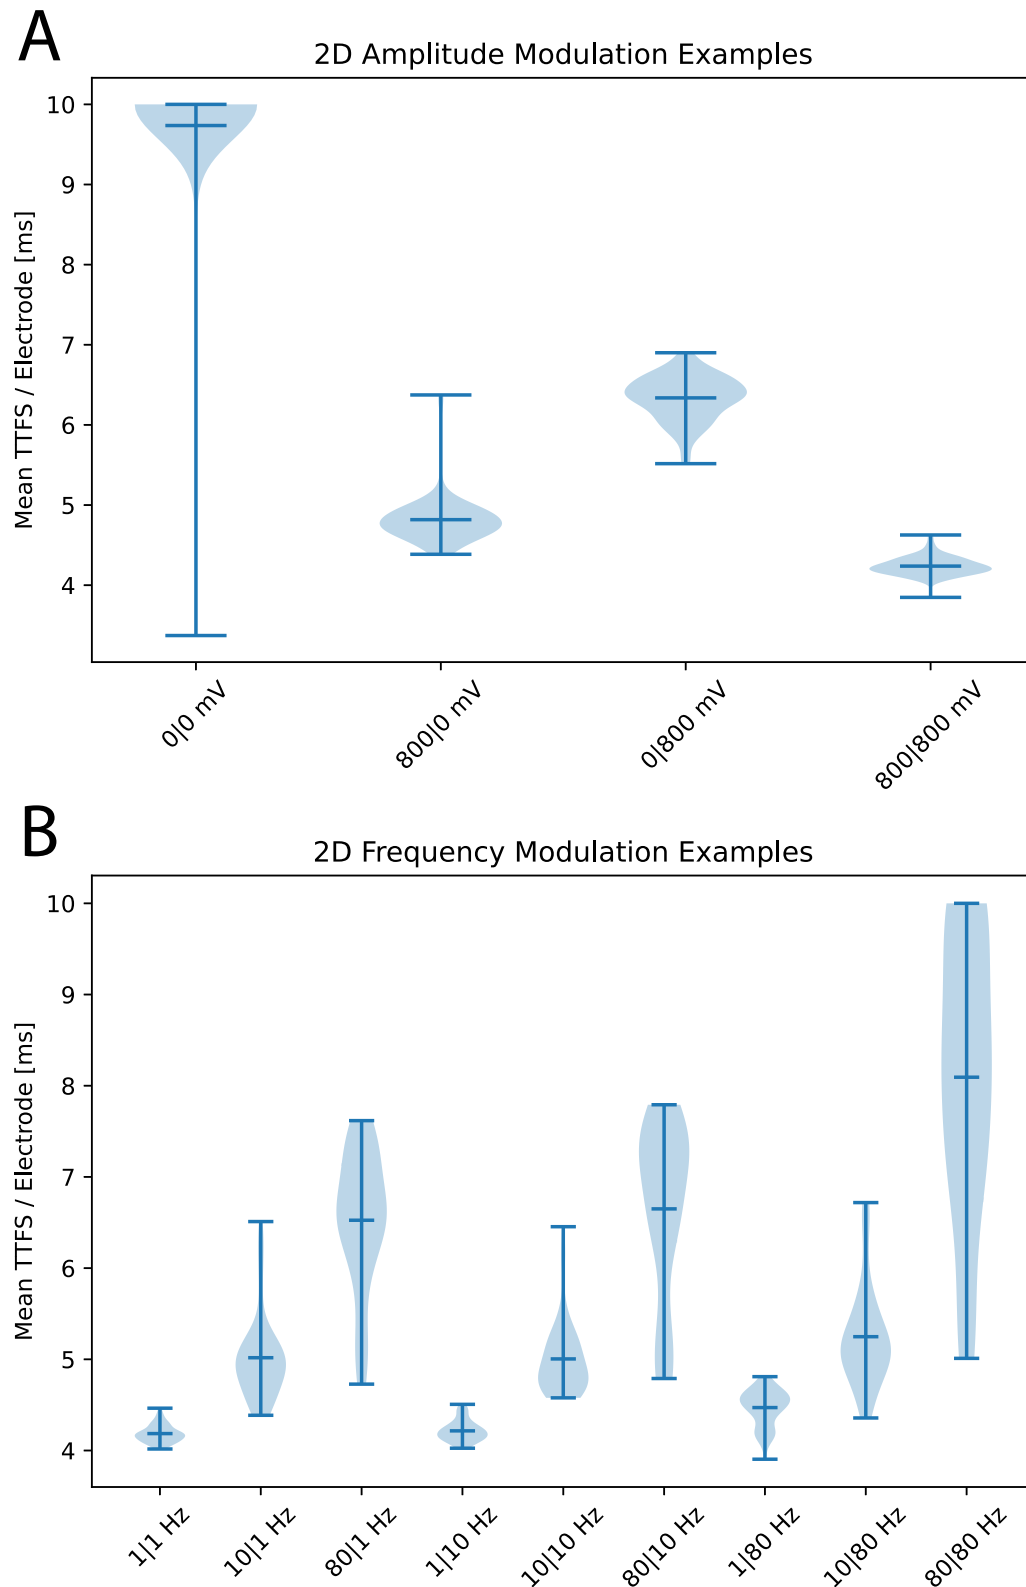 A
2D Amplitude Modulation Examples
Mean TTFS / Electrode [ms]
10
9
8
7
6
5
4
0|0 mV
800|0 mV
0|800 mV
800|800 mV
B
2D Frequency Modulation Examples
Mean TTFS / Electrode [ms]
10
9
8
7
6
5
4
1|1 Hz
10|1 Hz
80|1 Hz
1|10 Hz
10|10 Hz
80|10 Hz
1|80 Hz
10|80 Hz
80|80 Hz